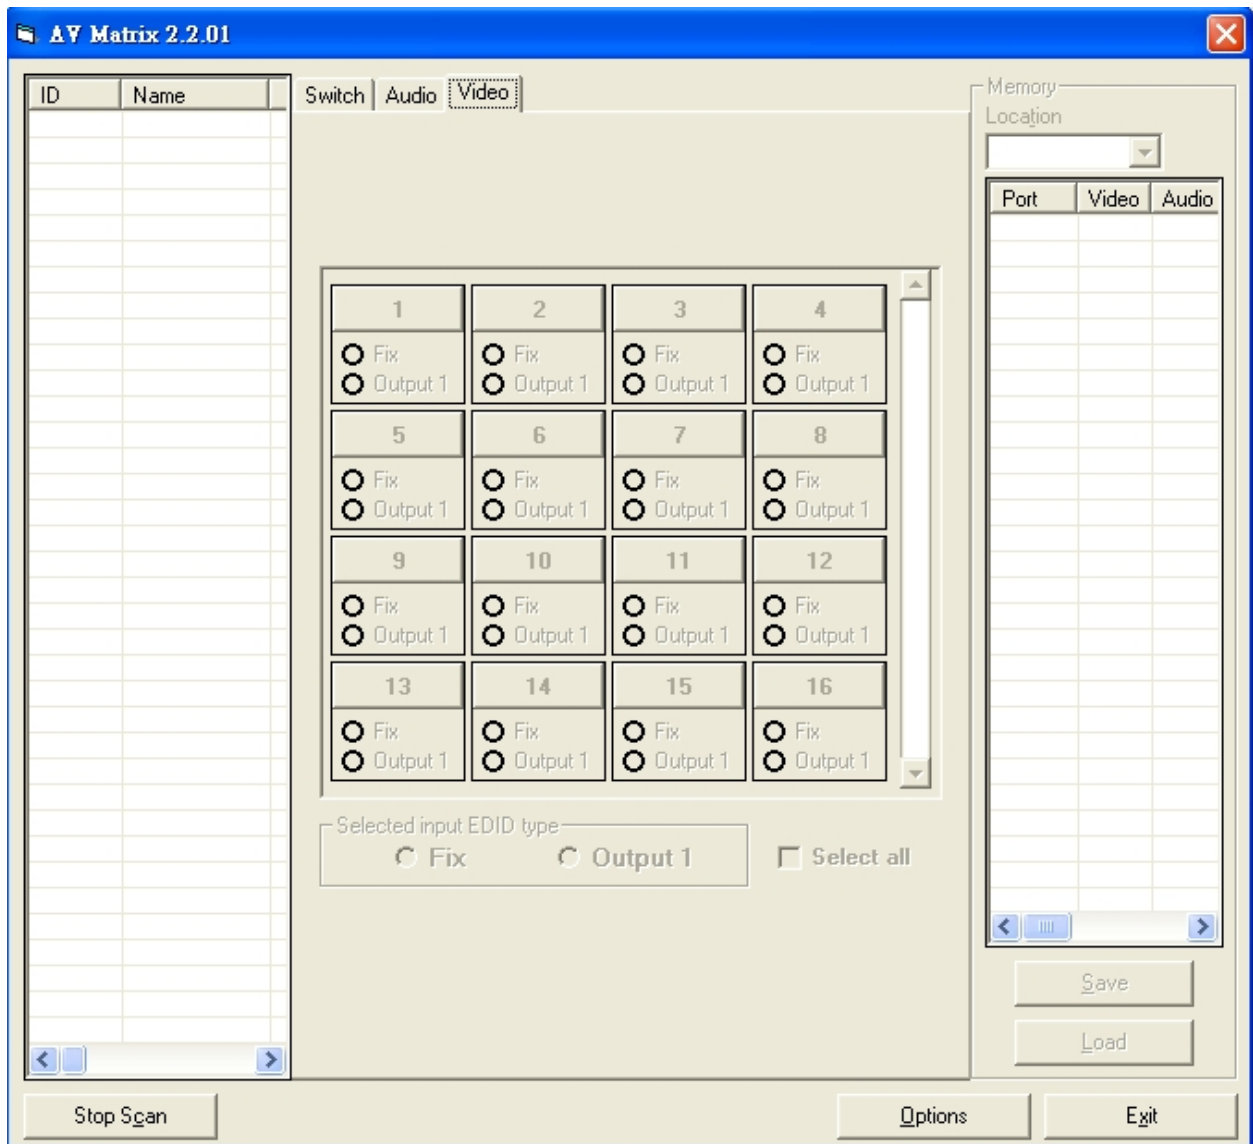 AV Matrix 2.2.01
ID Name
Switch Audio Video
Memory
Location
Port Video Audio
1 2 3 4
Fix Fix Fix Fix
Output 1 Output 1 Output 1 Output 1
5 6 7 8
Fix Fix Fix Fix
Output 1 Output 1 Output 1 Output 1
9 10 11 12
Fix Fix Fix Fix
Output 1 Output 1 Output 1 Output 1
13 14 15 16
Fix Fix Fix Fix
Output 1 Output 1 Output 1 Output 1
Selected input EDID type
Fix Output 1 Select all
Save
Load
Stop Scan Options Exit